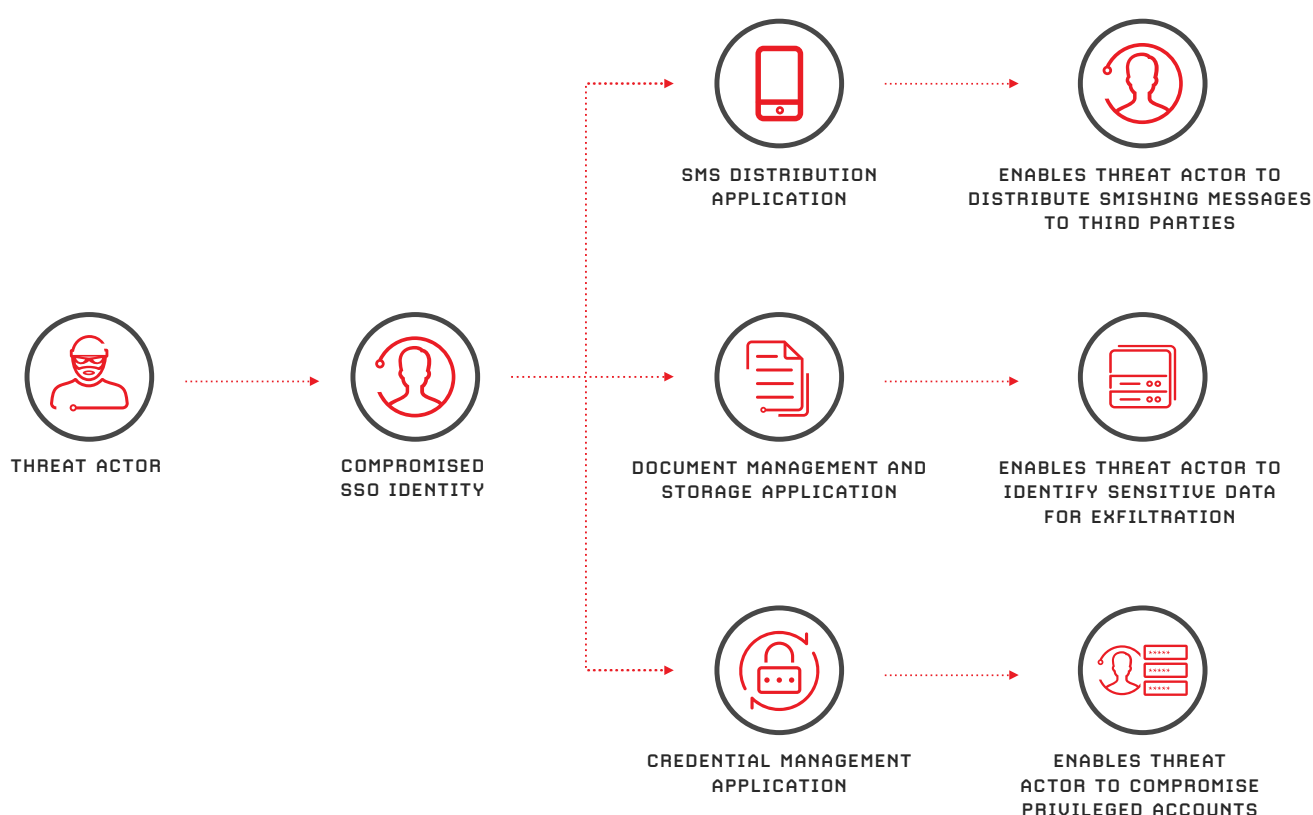 SMS DISTRIBUTION
APPLICATION
ENABLES THREAT ACTOR TO
DISTRIBUTE SMISHING MESSAGES
TO THIRD PARTIES
THREAT ACTOR
COMPROMISED
SSO IDENTITY
DOCUMENT MANAGEMENT AND
STORAGE APPLICATION
ENABLES THREAT ACTOR TO
IDENTIFY SENSITIVE DATA
FOR EXFILTRATION
*****
*****
*****
CREDENTIAL MANAGEMENT
APPLICATION
ENABLES THREAT
ACTOR TO COMPROMISE
PRIVILEGED ACCOUNTS